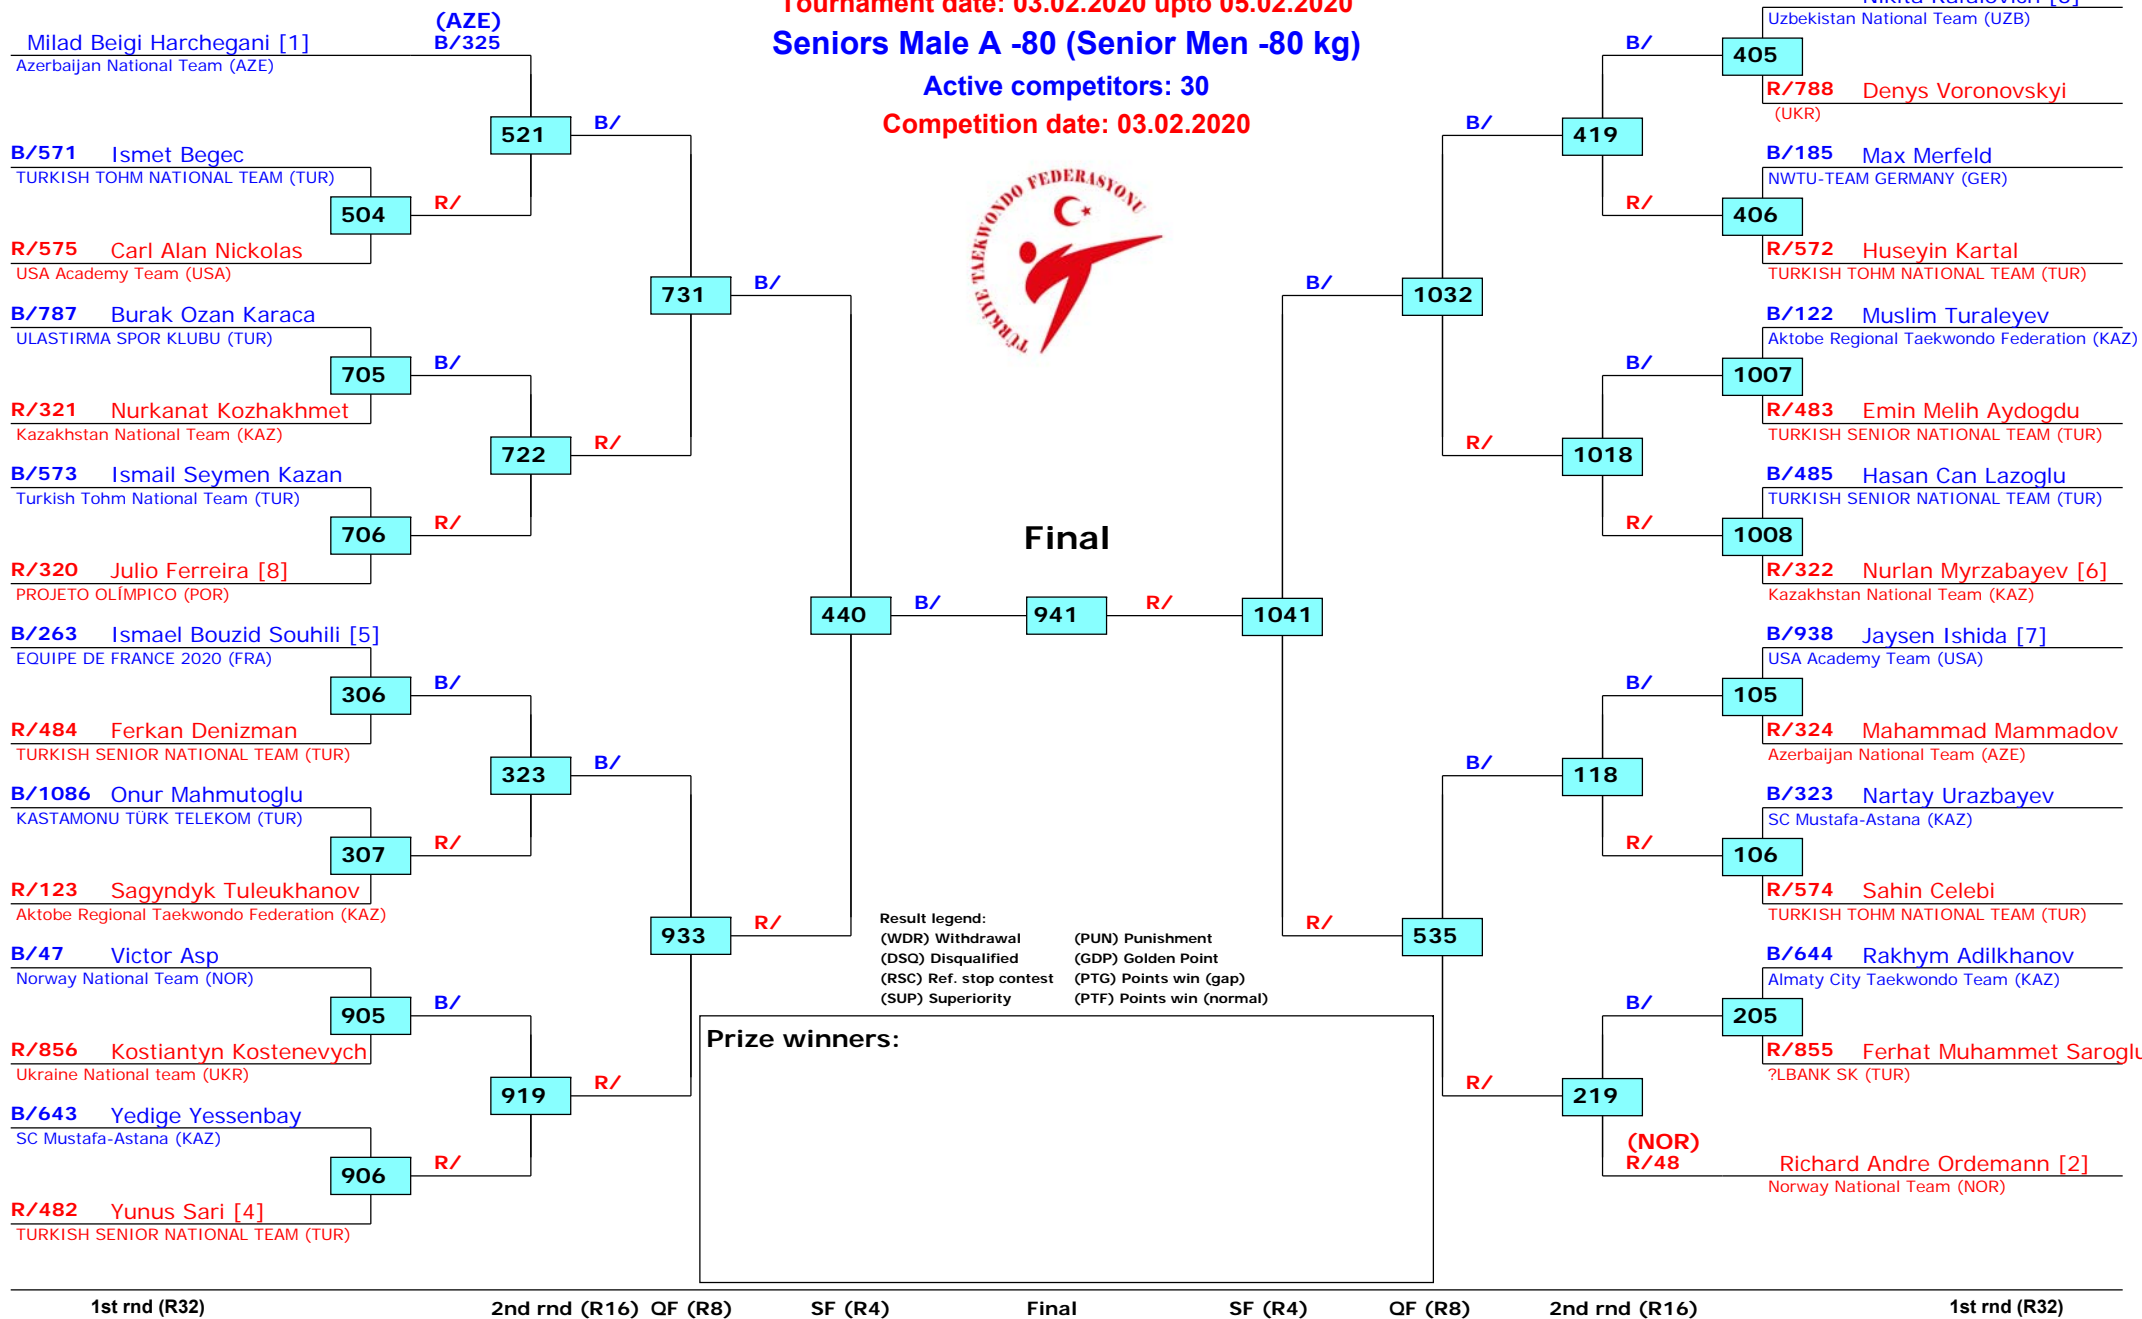 Tournament date: 03.02.2020 upto 05.02.2020
Seniors Male A -80 (Senior Men -80 kg)
Active competitors: 30
Competition date: 03.02.2020
TÜRKİYE TAEKWONDO FEDERASYONU
(AZE)
Milad Beigi Harchegani [1] B/325
Azerbaijan National Team (AZE)
521
B/
B/571 Ismet Begec
TURKISH TOHM NATIONAL TEAM (TUR)
504
R/
R/575 Carl Alan Nickolas
USA Academy Team (USA)
731
B/
B/787 Burak Ozan Karaca
ULASTIRMA SPOR KLUBU (TUR)
705
B/
R/321 Nurkanat Kozhakhmet
Kazakhstan National Team (KAZ)
722
R/
B/573 Ismail Seymen Kazan
Turkish Tohm National Team (TUR)
706
R/
R/320 Julio Ferreira [8]
PROJETO OLÍMPICO (POR)
440
B/
B/263 Ismael Bouzid Souhili [5]
EQUIPE DE FRANCE 2020 (FRA)
306
B/
R/484 Ferkan Denizman
TURKISH SENIOR NATIONAL TEAM (TUR)
323
B/
B/1086 Onur Mahmutoglu
KASTAMONU TÜRK TELEKOM (TUR)
307
R/
R/123 Sagyndyk Tuleukhanov
Aktobe Regional Taekwondo Federation (KAZ)
933
R/
B/47 Victor Asp
Norway National Team (NOR)
905
B/
R/856 Kostiantyn Kostenevych
Ukraine National team (UKR)
919
R/
B/643 Yedige Yessenbay
SC Mustafa-Astana (KAZ)
906
R/
R/482 Yunus Sari [4]
TURKISH SENIOR NATIONAL TEAM (TUR)
Final
941
R/
1041
Uzbekistan National Team (UZB)
B/
405
R/788 Denys Voronovskyi
(UKR)
B/
419
B/185 Max Merfeld
NWTU-TEAM GERMANY (GER)
R/
406
R/572 Huseyin Kartal
TURKISH TOHM NATIONAL TEAM (TUR)
B/
1032
B/122 Muslim Turaleyev
Aktobe Regional Taekwondo Federation (KAZ)
B/
1007
R/483 Emin Melih Aydogdu
TURKISH SENIOR NATIONAL TEAM (TUR)
R/
1018
B/485 Hasan Can Lazoglu
TURKISH SENIOR NATIONAL TEAM (TUR)
R/
1008
R/322 Nurlan Myrzabayev [6]
Kazakhstan National Team (KAZ)
B/938 Jaysen Ishida [7]
USA Academy Team (USA)
B/
105
R/324 Mahammad Mammadov
Azerbaijan National Team (AZE)
B/
118
B/323 Nartay Urazbayev
SC Mustafa-Astana (KAZ)
R/
106
R/574 Sahin Celebi
TURKISH TOHM NATIONAL TEAM (TUR)
R/
535
B/644 Rakhym Adilkhanov
Almaty City Taekwondo Team (KAZ)
B/
205
R/855 Ferhat Muhammet Saroglu
?LBANK SK (TUR)
R/
219
(NOR)
R/48 Richard Andre Ordemann [2]
Norway National Team (NOR)
Result legend:
(WDR) Withdrawal (PUN) Punishment
(DSQ) Disqualified (GDP) Golden Point
(RSC) Ref. stop contest (PTG) Points win (gap)
(SUP) Superiority (PTF) Points win (normal)
Prize winners:
1st rnd (R32) 2nd rnd (R16) QF (R8) SF (R4) Final SF (R4) QF (R8) 2nd rnd (R16) 1st rnd (R32)